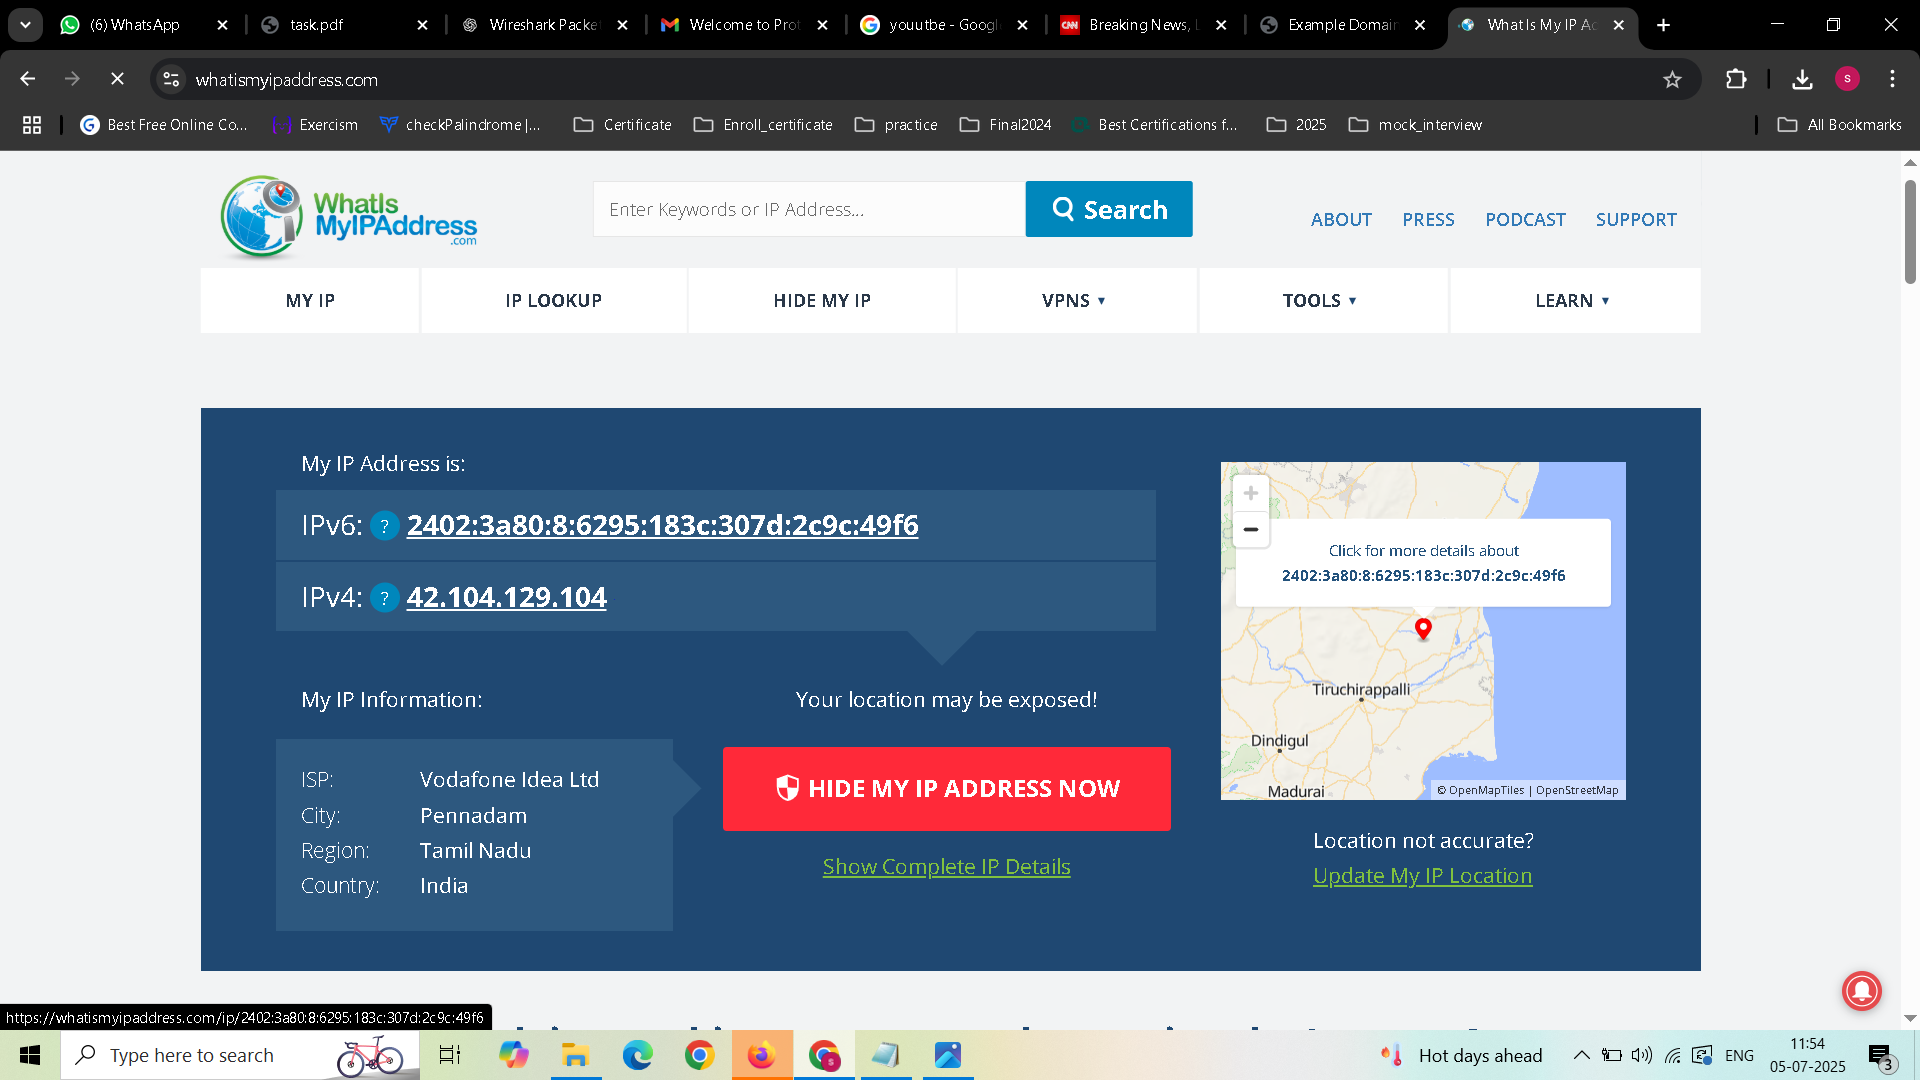 (6) WhatsApp
task.pdf
Wireshark Packe
Welcome to Prot
youutbe - Googl
Breaking News, L
Example Domain
What Is My IP Ad
whatismyipaddress.com
s
Best Free Online Co...
Exercism
checkPalindrome |...
Certificate
Enroll_certificate
practice
Final2024
Best Certifications f...
2025
mock_interview
All Bookmarks
WhatIs
MyIPAddress
.com
Enter Keywords or IP Address...
Search
ABOUT
PRESS
PODCAST
SUPPORT
MY IP
IP LOOKUP
HIDE MY IP
VPNS ▼
TOOLS ▼
LEARN ▼
My IP Address is:
IPv6: ? 2402:3a80:8:6295:183c:307d:2c9c:49f6
IPv4: ? 42.104.129.104
Click for more details about
2402:3a80:8:6295:183c:307d:2c9c:49f6
Tiruchirappalli
Dindigul
Madurai
© OpenMapTiles | OpenStreetMap
My IP Information:
ISP: Vodafone Idea Ltd
City: Pennadam
Region: Tamil Nadu
Country: India
Your location may be exposed!
HIDE MY IP ADDRESS NOW
Show Complete IP Details
Location not accurate?
Update My IP Location
https://whatismyipaddress.com/ip/2402:3a80:8:6295:183c:307d:2c9c:49f6
Type here to search
Hot days ahead
ENG
11:54
05-07-2025
3